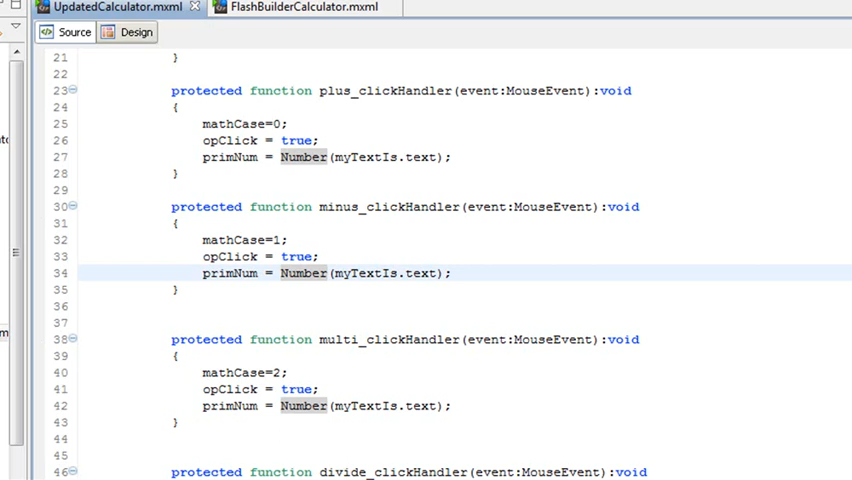 UpdatedCalculator.mxml FlashBuilderCalculator.mxml
Source Design
21 }
22
23 protected function plus_clickHandler(event:MouseEvent):void
24 {
25 mathCase=0;
26 opClick = true;
27 primNum = Number(myTextIs.text);
28 }
29
30 protected function minus_clickHandler(event:MouseEvent):void
31 {
32 mathCase=1;
33 opClick = true;
34 primNum = Number(myTextIs.text);
35 }
36
37
38 protected function multi_clickHandler(event:MouseEvent):void
39 {
40 mathCase=2;
41 opClick = true;
42 primNum = Number(myTextIs.text);
43 }
44
45
46 protected function divide_clickHandler(event:MouseEvent):void